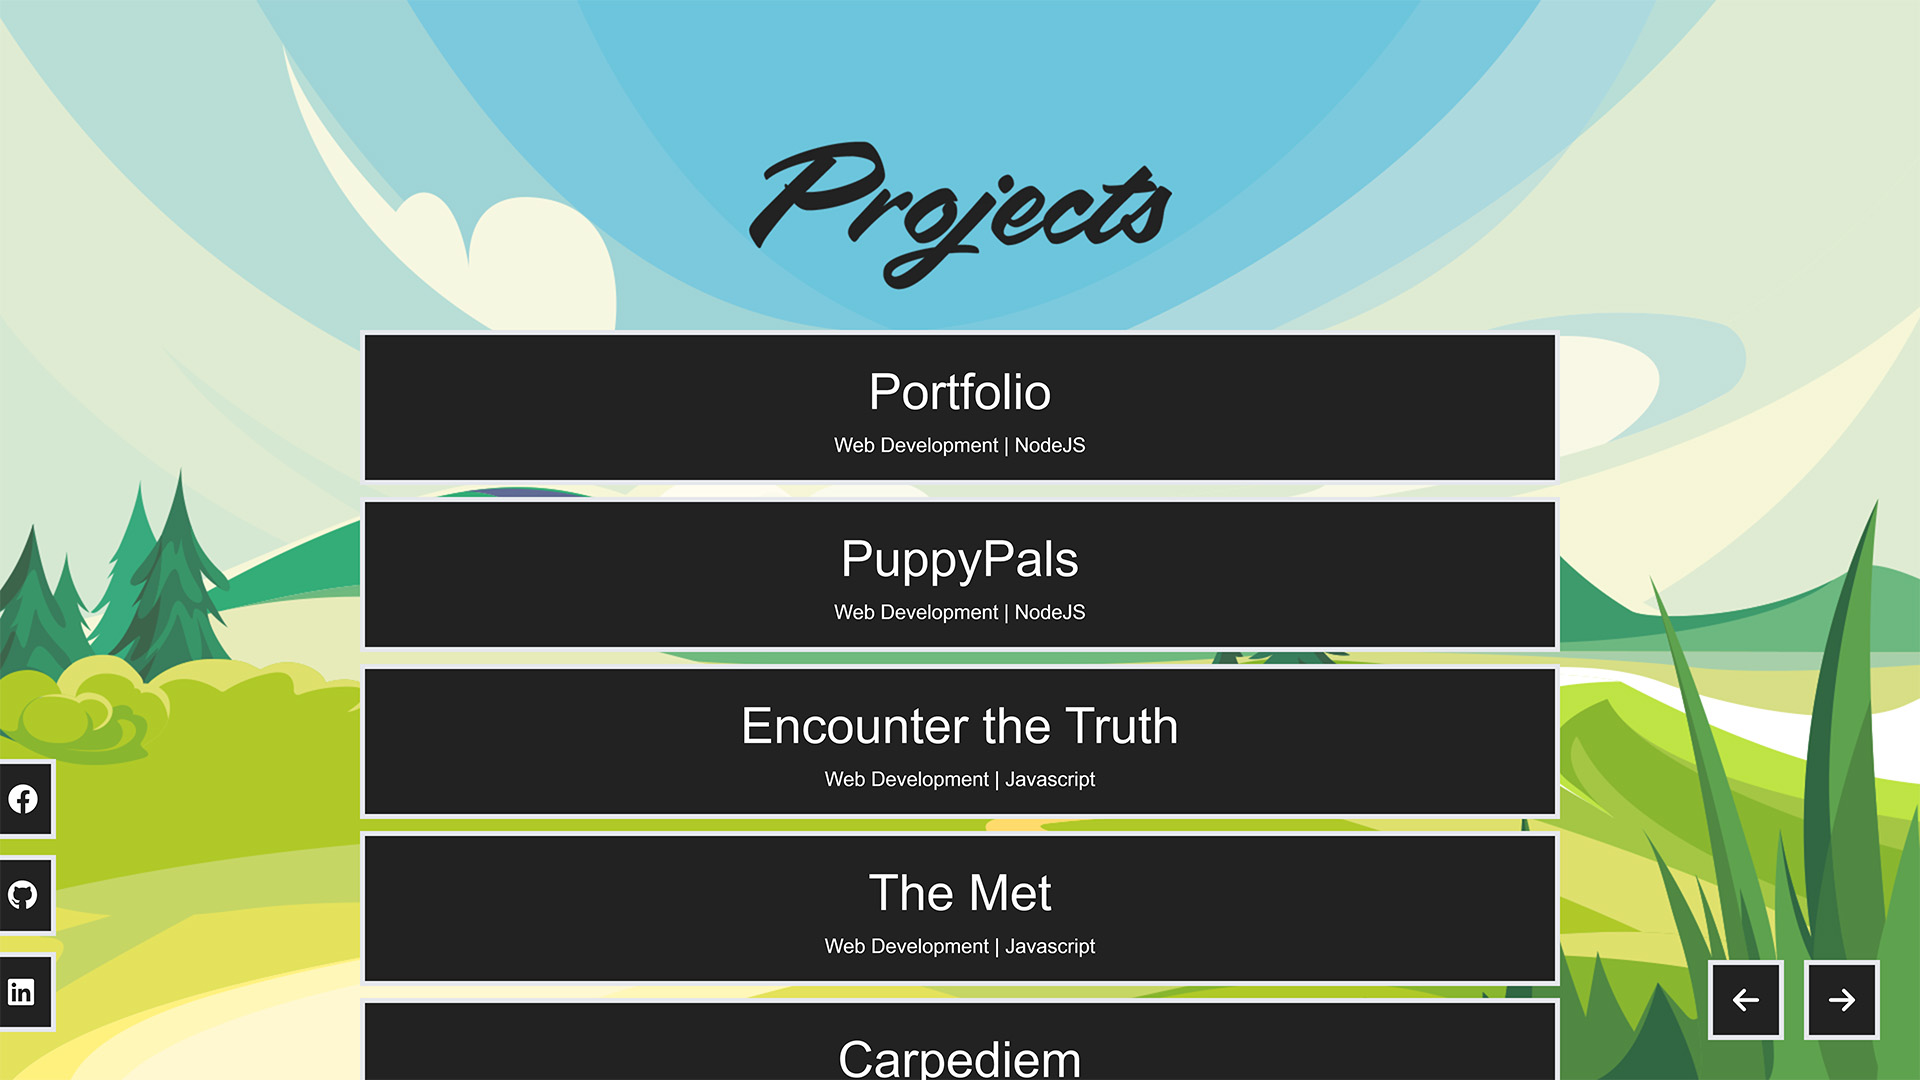 Projects
Portfolio
Web Development | NodeJS
PuppyPals
Web Development | NodeJS
Encounter the Truth
Web Development | Javascript
The Met
Web Development | Javascript
Carpediem
in